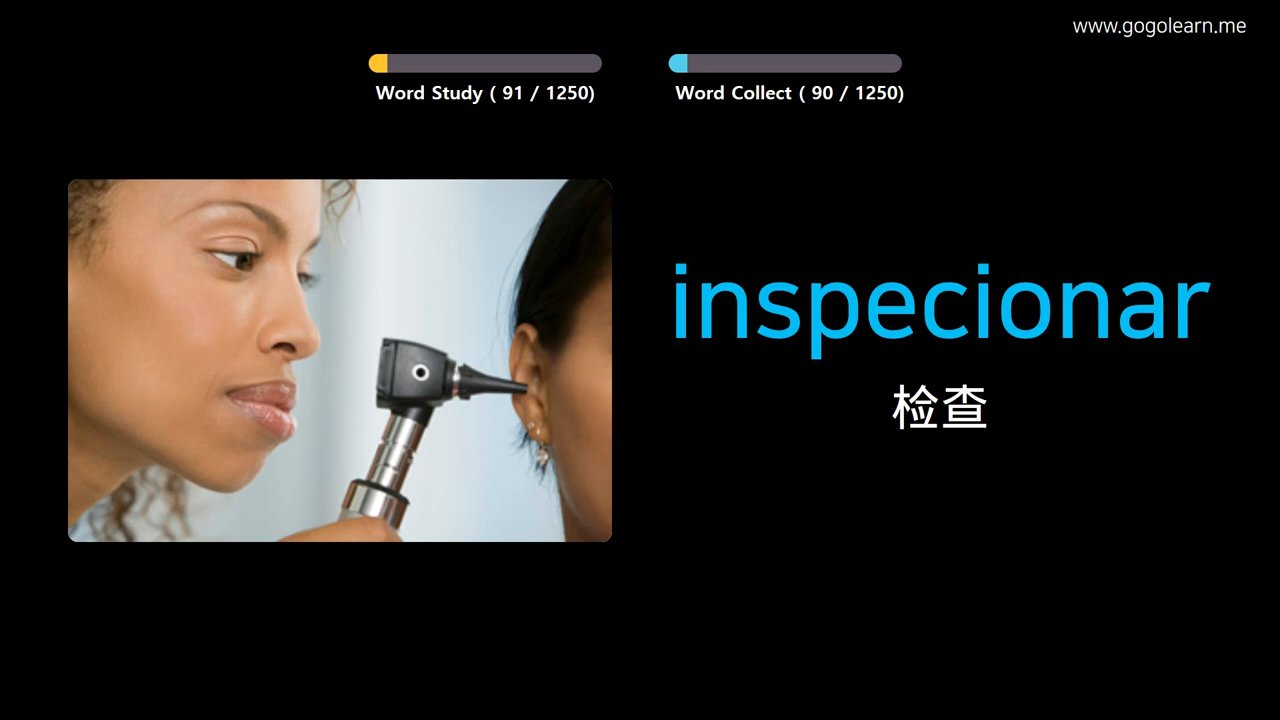 www.gogolearn.me
Word Study ( 91 / 1250)
Word Collect ( 90 / 1250)
inspecionar
检查